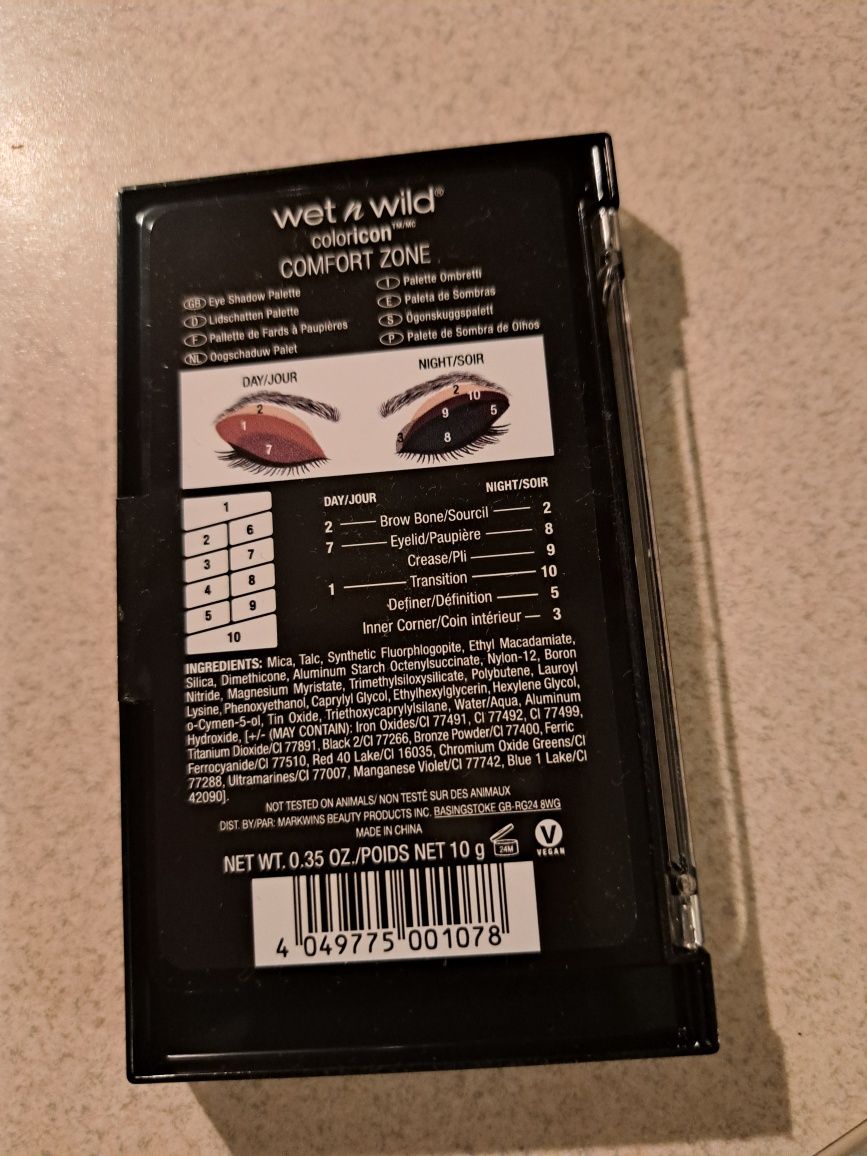 wet n wild®
coloricon™/MC
COMFORT ZONE
GB Eye Shadow Palette
D Lidschatten Palette
F Pallette de Fards à Paupières
NL Oogschaduw Palet
I Palette Ombretti
E Paleta de Sombras
S Ögonskuggspalett
P Palete de Sombra de Olhos
DAY/JOUR
2
1
7
NIGHT/SOIR
2
10
9
5
3
8
1
2 6
3 7
4 8
5 9
10
DAY/JOUR NIGHT/SOIR
2 Brow Bone/Sourcil 2
7 Eyelid/Paupière 8
Crease/Pli 9
1 Transition 10
Definer/Définition 5
Inner Corner/Coin intérieur 3
INGREDIENTS: Mica, Talc, Synthetic Fluorphlogopite, Ethyl Macadamiate,
Silica, Dimethicone, Aluminum Starch Octenylsuccinate, Nylon-12, Boron
Nitride, Magnesium Myristate, Trimethylsiloxysilicate, Polybutene, Lauroyl
Lysine, Phenoxyethanol, Caprylyl Glycol, Ethylhexylglycerin, Hexylene Glycol,
o-Cymen-5-ol, Tin Oxide, Triethoxycaprylylsilane, Water/Aqua, Aluminum
Hydroxide, [+/- (MAY CONTAIN): Iron Oxides/CI 77491, CI 77492, CI 77499,
Titanium Dioxide/CI 77891, Black 2/CI 77266, Bronze Powder/CI 77400, Ferric
Ferrocyanide/CI 77510, Red 40 Lake/CI 16035, Chromium Oxide Greens/CI
77288, Ultramarines/CI 77007, Manganese Violet/CI 77742, Blue 1 Lake/CI
42090].
NOT TESTED ON ANIMALS/ NON TESTÉ SUR DES ANIMAUX
DIST. BY/PAR: MARKWINS BEAUTY PRODUCTS INC. BASINGSTOKE GB-RG24 8WG
MADE IN CHINA
NET WT. 0.35 OZ./POIDS NET 10 g 24M V
VEGAN
4 049775 001078